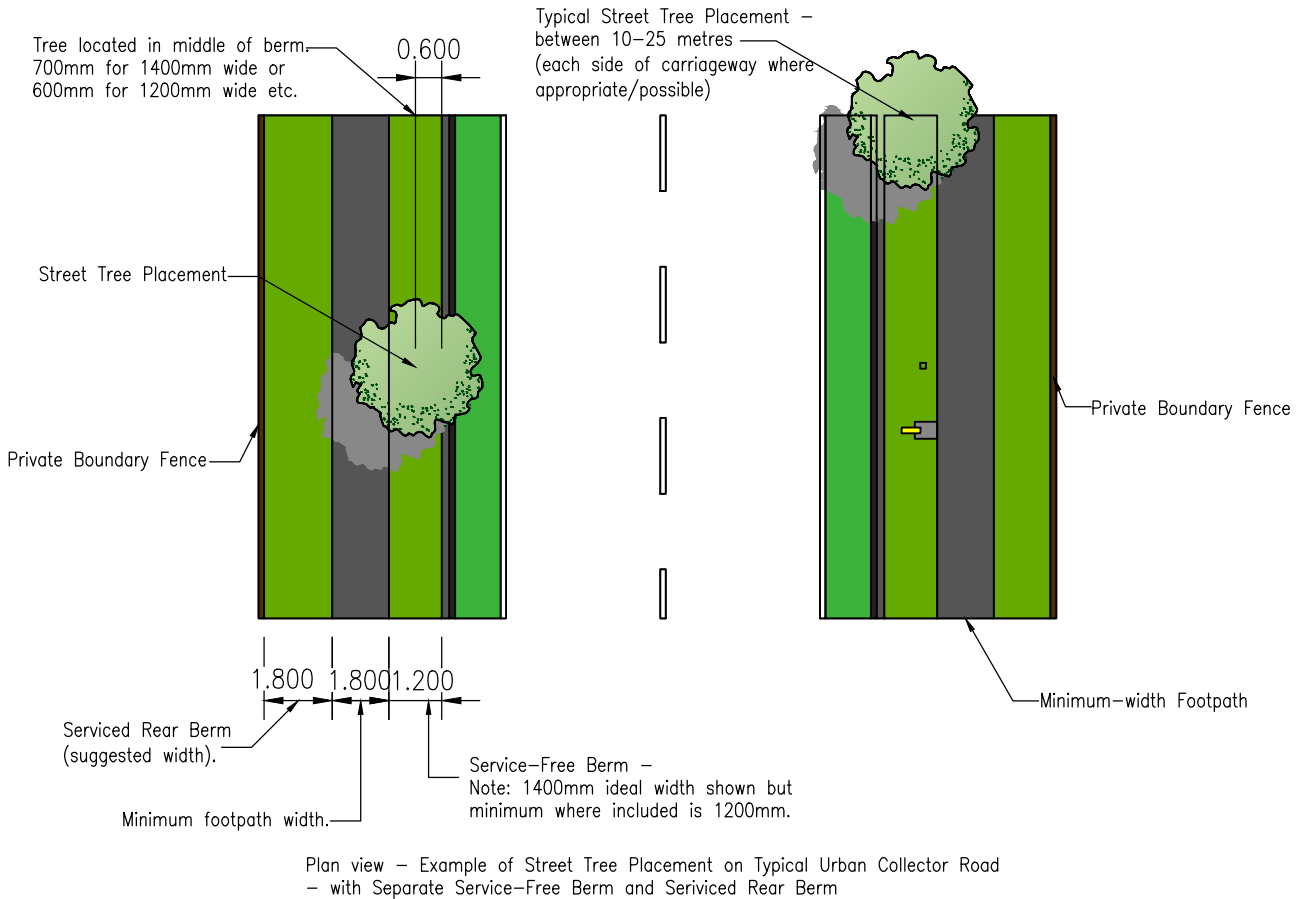 Tree located in middle of berm.
700mm for 1400mm wide or
600mm for 1200mm wide etc.
0.600
Typical Street Tree Placement –
between 10–25 metres
(each side of carriageway where
appropriate/possible)
Street Tree Placement
Private Boundary Fence
Private Boundary Fence
1.800
1.800
1.200
Serviced Rear Berm
(suggested width).
Minimum footpath width.
Service–Free Berm –
Note: 1400mm ideal width shown but
minimum where included is 1200mm.
Minimum–width Footpath
Plan view – Example of Street Tree Placement on Typical Urban Collector Road
– with Separate Service–Free Berm and Seriviced Rear Berm